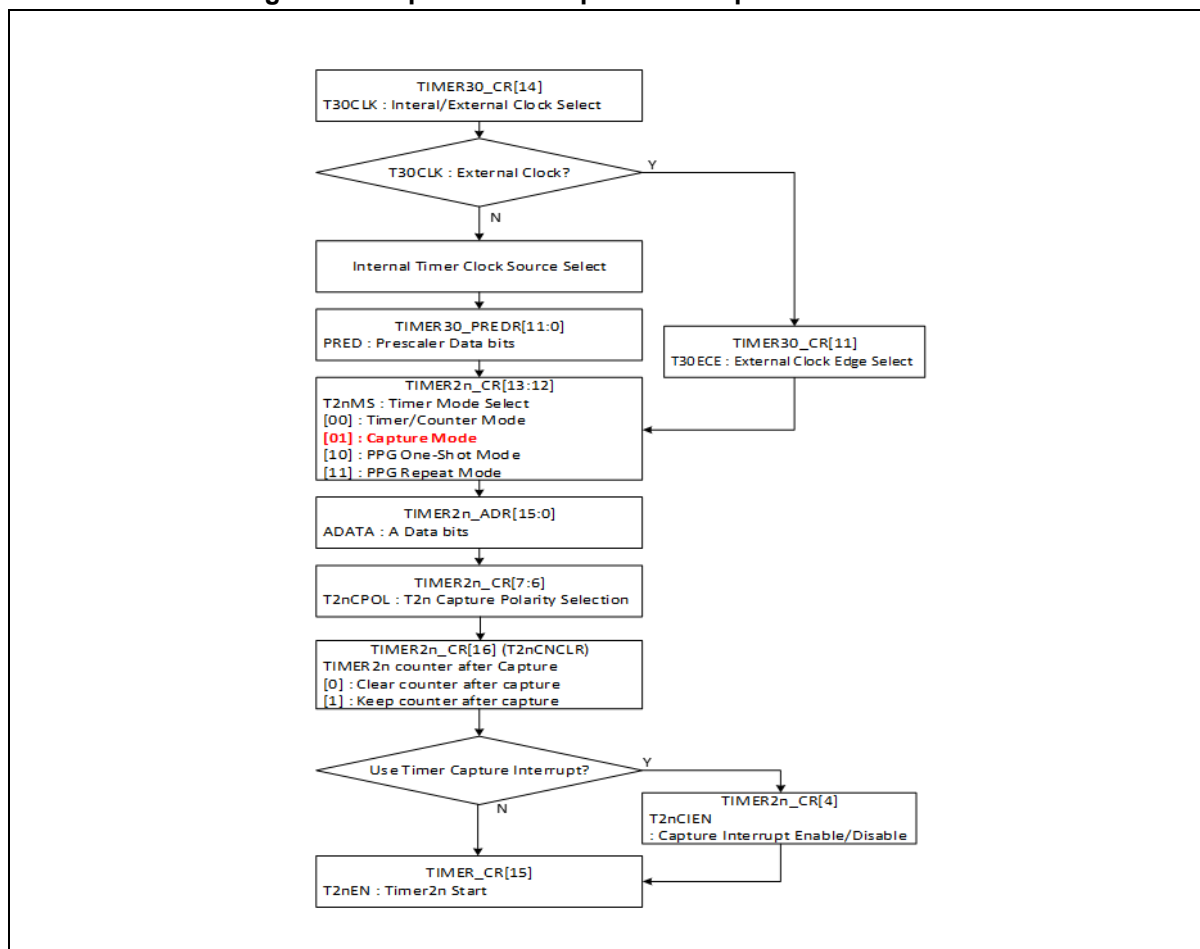 TIMER30_CR[14]
T30CLK : Interal/External Clock Select
T30CLK : External Clock?
Y
N
Internal Timer Clock Source Select
TIMER30_PREDR[11:0]
PRED : Prescaler Data bits
TIMER30_CR[11]
T30ECE : External Clock Edge Select
TIMER2n_CR[13:12]
T2nMS : Timer Mode Select
[00] : Timer/Counter Mode
[01] : Capture Mode
[10] : PPG One-Shot Mode
[11] : PPG Repeat Mode
TIMER2n_ADR[15:0]
ADATA : A Data bits
TIMER2n_CR[7:6]
T2nCPOL : T2n Capture Polarity Selection
TIMER2n_CR[16] (T2nCNCLR)
TIMER2n counter after Capture
[0] : Clear counter after capture
[1] : Keep counter after capture
Use Timer Capture Interrupt?
Y
N
TIMER2n_CR[4]
T2nCIEN
: Capture Interrupt Enable/Disable
TIMER_CR[15]
T2nEN : Timer2n Start